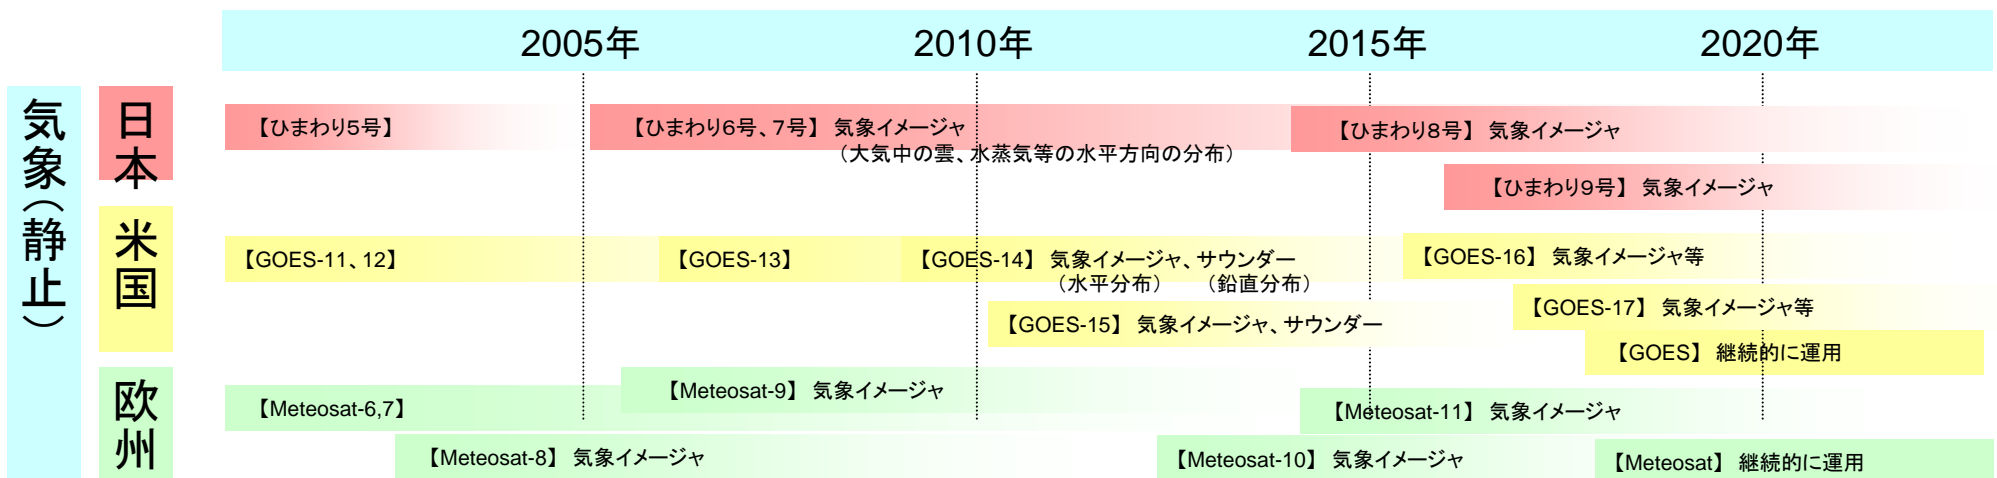 2005年 2010年 2015年 2020年
気象(静止)
日本
【ひまわり5号】 【ひまわり6号、7号】 気象イメージャ 【ひまわり8号】 気象イメージャ
(大気中の雲、水蒸気等の水平方向の分布)
【ひまわり9号】 気象イメージャ
米国
【GOES-11、12】 【GOES-13】 【GOES-14】 気象イメージャ、サウンダー 【GOES-16】 気象イメージャ等
(水平分布) (鉛直分布)
【GOES-17】 気象イメージャ等
【GOES-15】 気象イメージャ、サウンダー
【GOES】 継続的に運用
欧州
【Meteosat-9】 気象イメージャ
【Meteosat-6,7】 【Meteosat-11】 気象イメージャ
【Meteosat-8】 気象イメージャ 【Meteosat-10】 気象イメージャ 【Meteosat】 継続的に運用